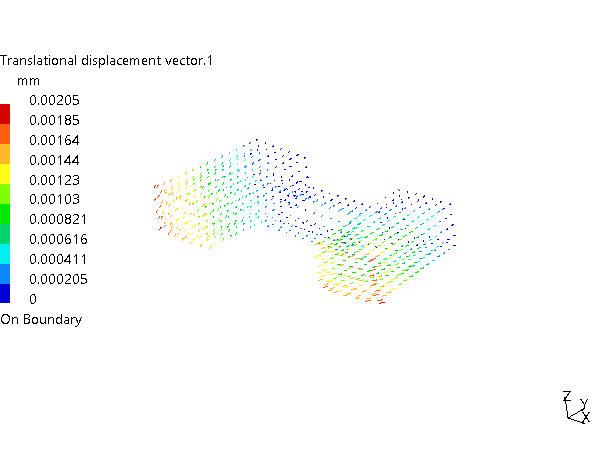 Translational displacement vector.1
mm
0.00205
0.00185
0.00164
0.00144
0.00123
0.00103
0.000821
0.000616
0.000411
0.000205
0
On Boundary
Z
Y
X